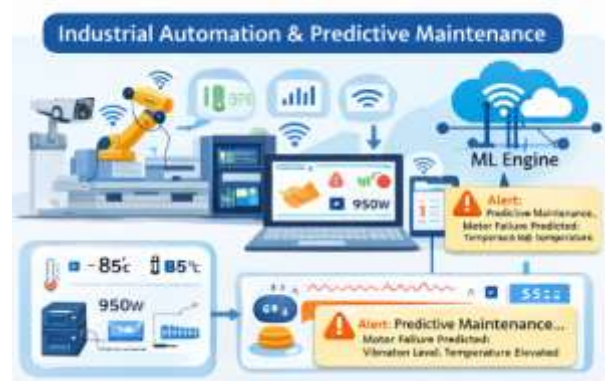 Industrial Automation & Predictive Maintenance
ML Engine
950W
Alert:
Predictive Maintenance..
Motor Failure Predicted:
temperature
-85°c
85°c
950W
Alert: Predictive Maintenance...
Motor Failure Predicted:
Vibration Level: Temperature Elevated